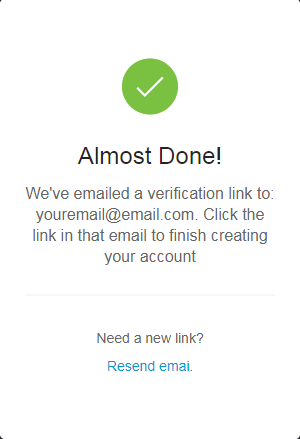 Almost Done!
We've emailed a verification link to:
youremail@email.com. Click the
link in that email to finish creating
your account
Need a new link?
Resend emai.